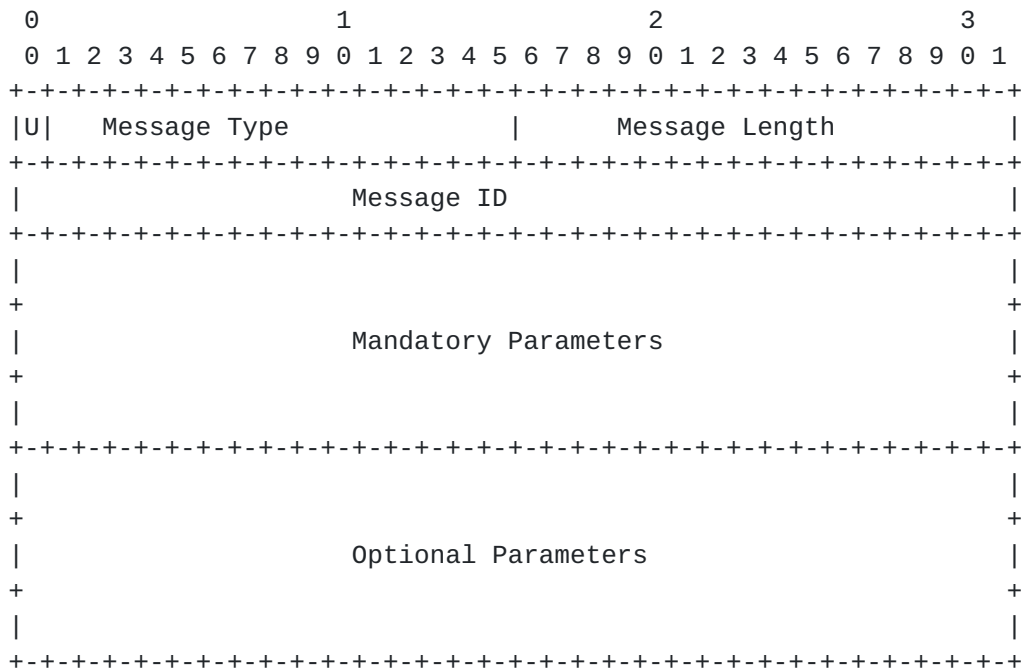 0                   1                   2                   3
 0 1 2 3 4 5 6 7 8 9 0 1 2 3 4 5 6 7 8 9 0 1 2 3 4 5 6 7 8 9 0 1
+-+-+-+-+-+-+-+-+-+-+-+-+-+-+-+-+-+-+-+-+-+-+-+-+-+-+-+-+-+-+-+-+
|U|   Message Type              |      Message Length           |
+-+-+-+-+-+-+-+-+-+-+-+-+-+-+-+-+-+-+-+-+-+-+-+-+-+-+-+-+-+-+-+-+
|                     Message ID                                |
+-+-+-+-+-+-+-+-+-+-+-+-+-+-+-+-+-+-+-+-+-+-+-+-+-+-+-+-+-+-+-+-+
|                                                               |
+                                                               +
|                     Mandatory Parameters                      |
+                                                               +
|                                                               |
+-+-+-+-+-+-+-+-+-+-+-+-+-+-+-+-+-+-+-+-+-+-+-+-+-+-+-+-+-+-+-+-+
|                                                               |
+                                                               +
|                     Optional Parameters                       |
+                                                               +
|                                                               |
+-+-+-+-+-+-+-+-+-+-+-+-+-+-+-+-+-+-+-+-+-+-+-+-+-+-+-+-+-+-+-+-+